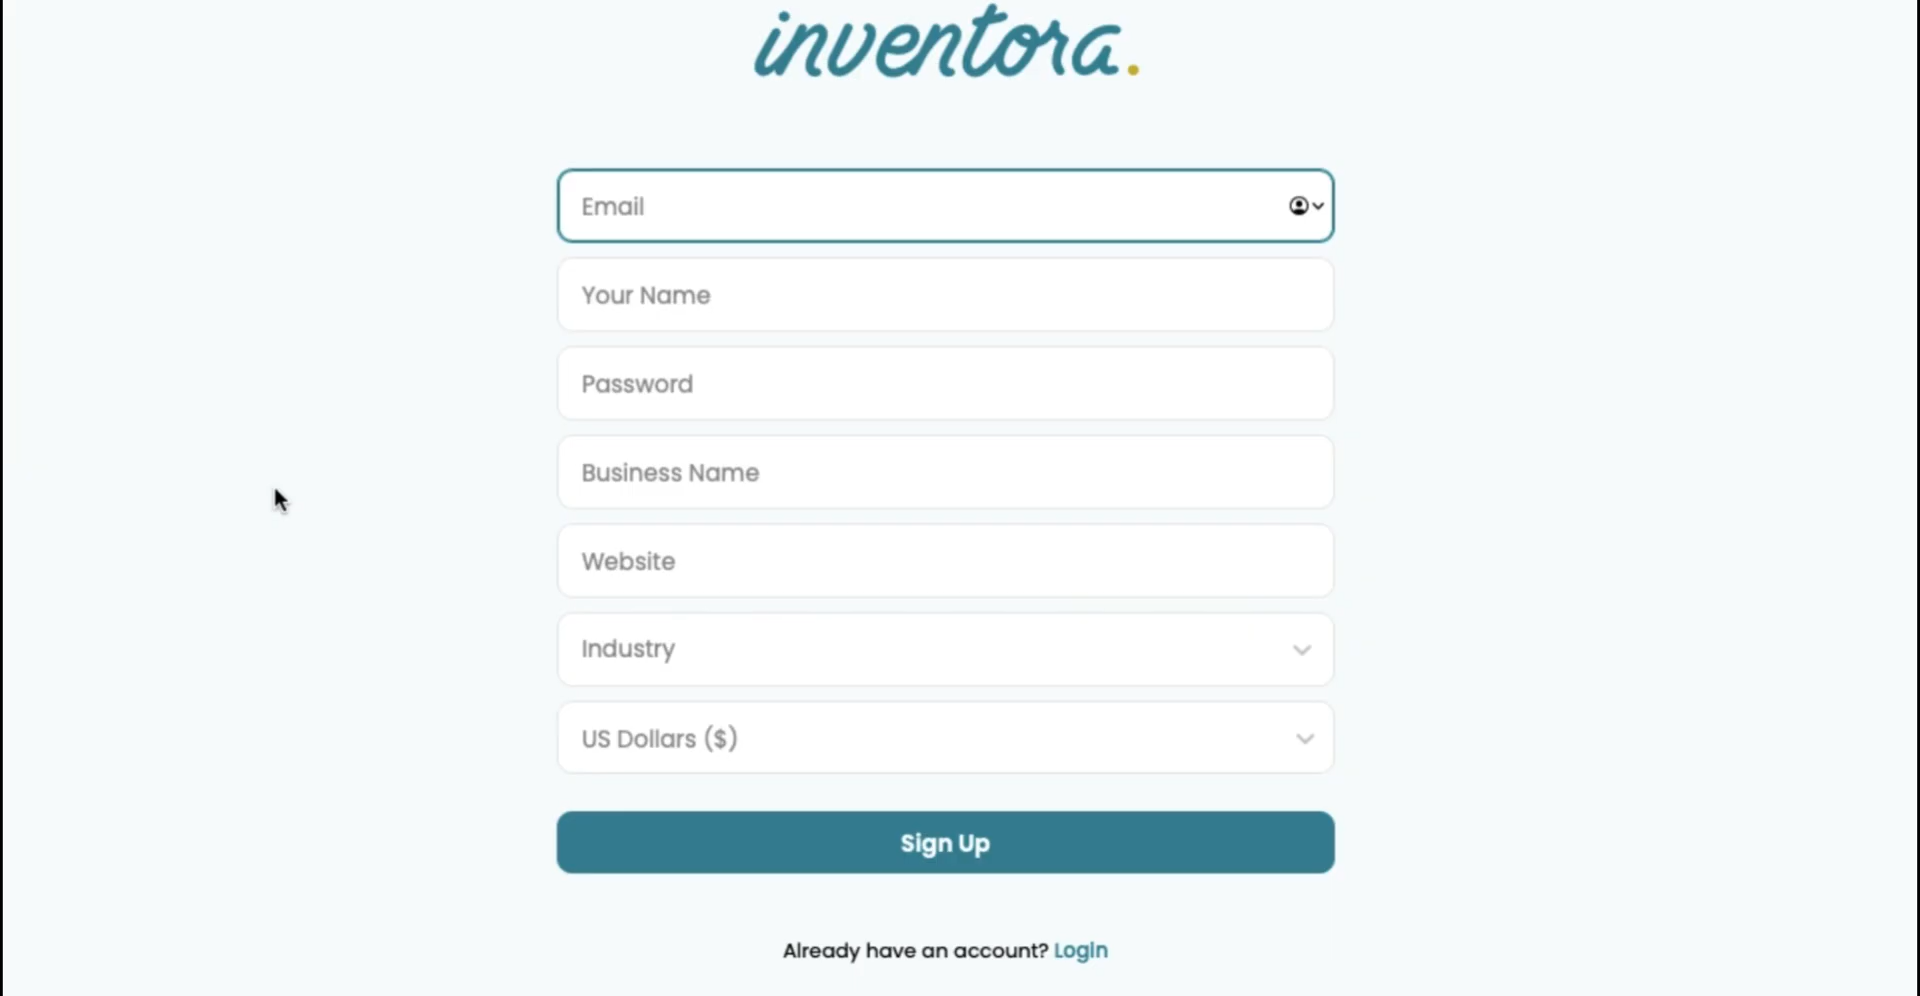 inventora.
Email
Your Name
Password
Business Name
Website
Industry
US Dollars ($)
Sign Up
Already have an account? Login